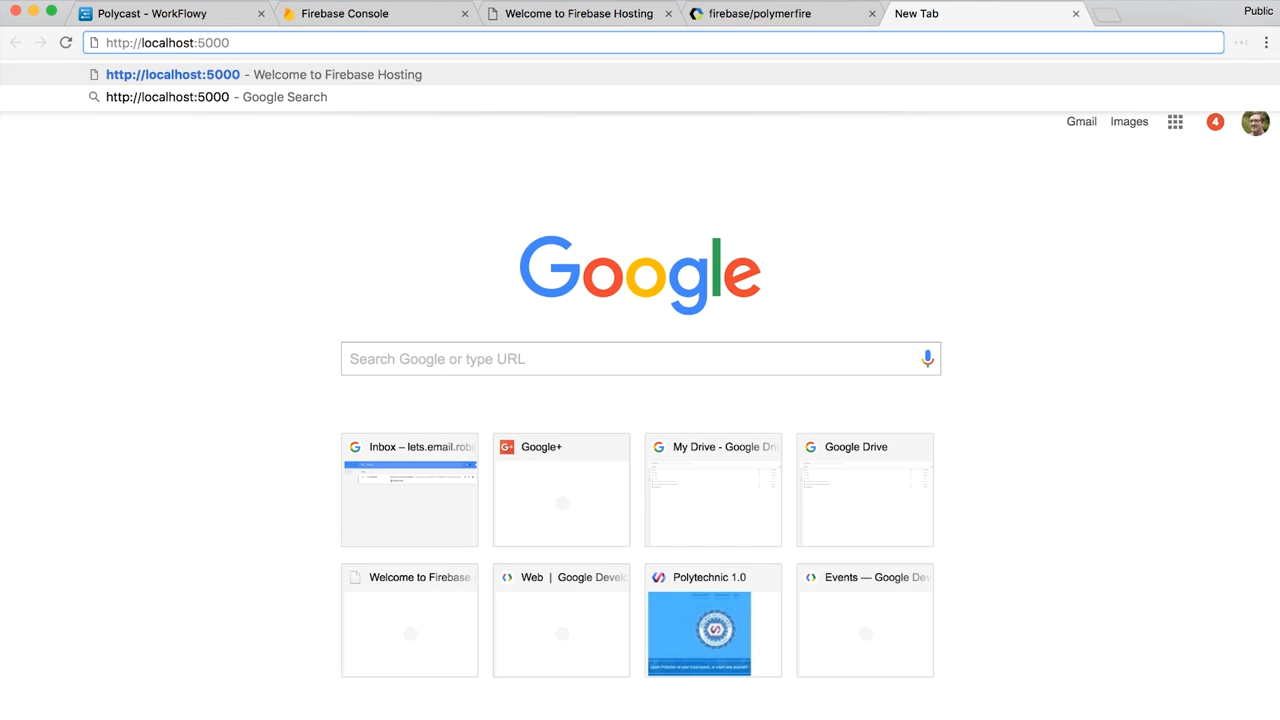 Polycast - WorkFlowy
Firebase Console
Welcome to Firebase Hosting
firebase/polymerfire
New Tab
Public
http://localhost:5000
http://localhost:5000 - Welcome to Firebase Hosting
http://localhost:5000 - Google Search
Gmail Images 4
Google
Search Google or type URL
Inbox – lets.email.rob
G+ Google+
My Drive - Google Dri
Google Drive
Welcome to Firebase
Web | Google Develo
Polytechnic 1.0
Events — Google Dev